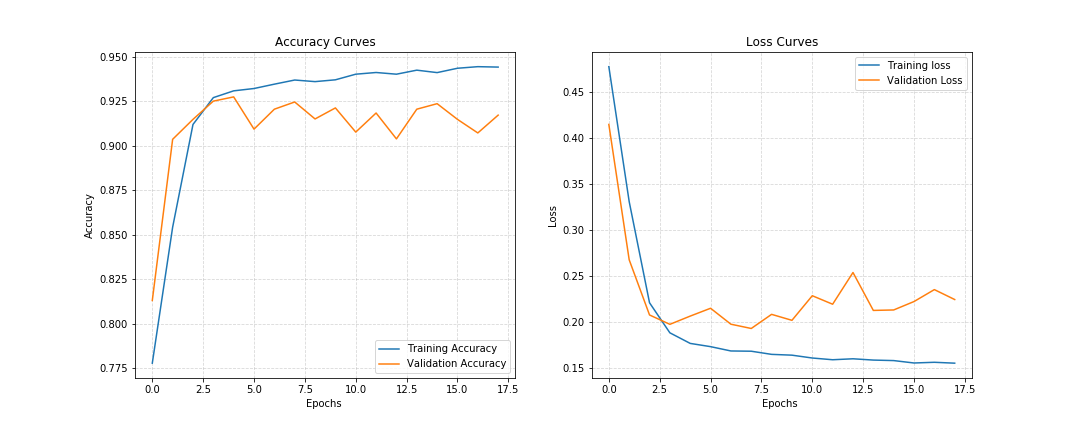 Accuracy Curves
0.950
0.925
0.900
0.875
0.850
0.825
0.800
0.775
Accuracy
Training Accuracy
Validation Accuracy
0.0 2.5 5.0 7.5 10.0 12.5 15.0 17.5
Epochs
Loss Curves
Training loss
Validation Loss
0.45
0.40
0.35
0.30
0.25
0.20
0.15
Loss
0.0 2.5 5.0 7.5 10.0 12.5 15.0 17.5
Epochs